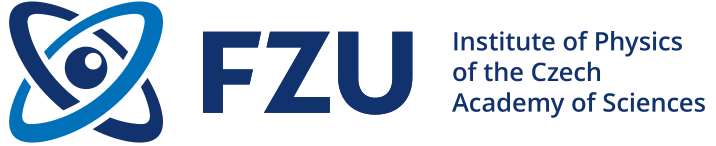 FZU
Institute of Physics
of the Czech
Academy of Sciences